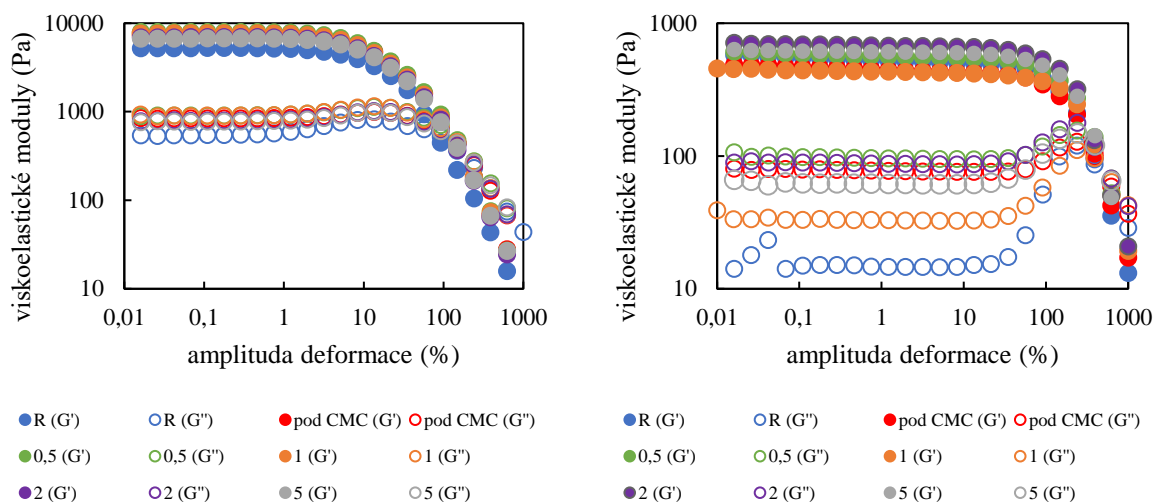 viskoelastické moduly (Pa)
10000
1000
100
10
0,01
0,1
1
10
100
1000
amplituda deformace (%)
R (G')
R (G'')
pod CMC (G')
pod CMC (G'')
0,5 (G')
0,5 (G'')
1 (G')
1 (G'')
2 (G')
2 (G'')
5 (G')
5 (G'')
viskoelastické moduly (Pa)
1000
100
10
0,01
0,1
1
10
100
1000
amplituda deformace (%)
R (G')
R (G'')
pod CMC (G')
pod CMC (G'')
0,5 (G')
0,5 (G'')
1 (G')
1 (G'')
2 (G')
2 (G'')
5 (G')
5 (G'')